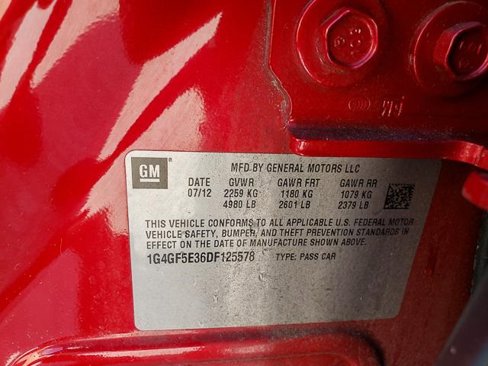 GM
MFD BY GENERAL MOTORS LLC
DATE GVWR GAWR FRT GAWR RR
07/12 2259 KG 1180 KG 1079 KG
4980 LB 2601 LB 2379 LB
THIS VEHICLE CONFORMS TO ALL APPLICABLE U.S. FEDERAL MOTOR
VEHICLE SAFETY, BUMPER, AND THEFT PREVENTION STANDARDS
IN EFFECT ON THE DATE OF MANUFACTURE SHOWN ABOVE.
1G4GF5E36DF125578 TYPE: PASS CAR